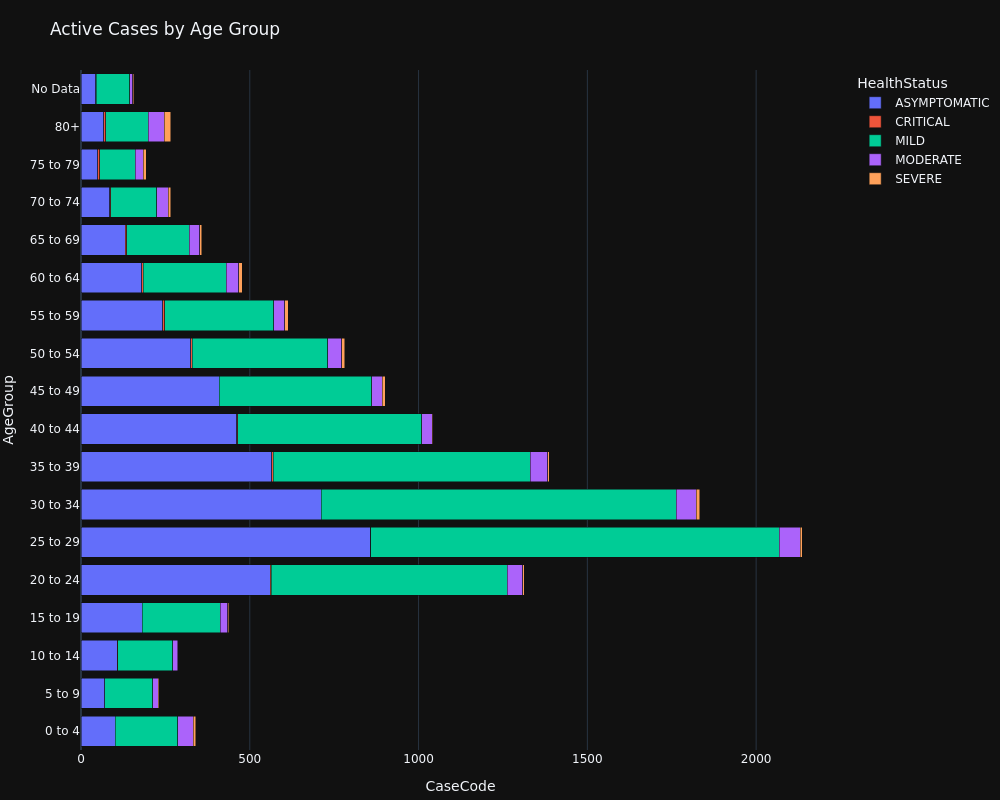 Active Cases by Age Group
HealthStatus
ASYMPTOMATIC
CRITICAL
MILD
MODERATE
SEVERE
AgeGroup
No Data
80+
75 to 79
70 to 74
65 to 69
60 to 64
55 to 59
50 to 54
45 to 49
40 to 44
35 to 39
30 to 34
25 to 29
20 to 24
15 to 19
10 to 14
5 to 9
0 to 4
0 500 1000 1500 2000
CaseCode